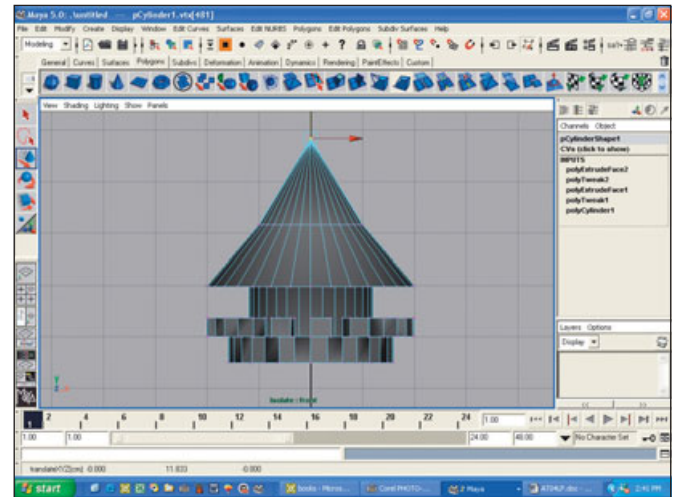 Maya 5.0: .\untitled --- pCylinder1.vtx[481]
File Edit Modify Create Display Window Edit Curves Surfaces Edit NURBS Polygons Edit Polygons Subdiv Surfaces Help
Modeling
General Curves Surfaces Polygons Subdivs Deformation Animation Dynamics Rendering PaintEffects Custom
View Shading Lighting Show Panels
Channels Object
pCylinderShape1
CVs (click to show)
INPUTS
polyExtrudeFace2
polyTweak2
polyExtrudeFace1
polyTweak1
polyCylinder1
Layers Options
Display
Isolate : front
2 4 6 8 10 12 14 16 18 20 22 24 1.00
1
1.00 1.00 24.00 48.00 No Character Set
translateXYZ(cm): 0.000 11.833 -0.000
start books - Micros... Corel PHOTO-... Maya 2:41 PM